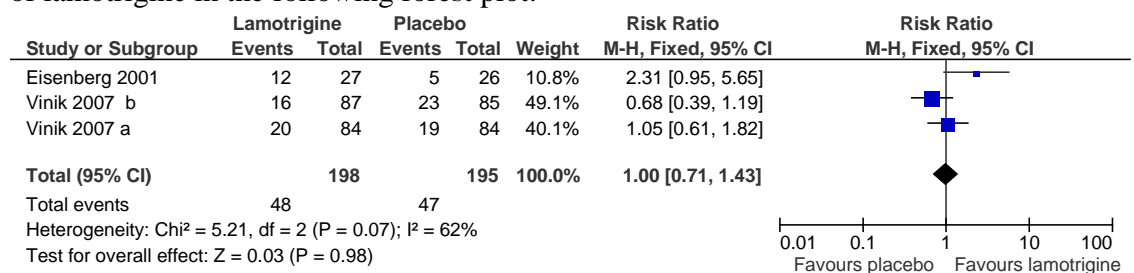 of lamotrigine in the following forest plot.
Lamotrigine Placebo Risk Ratio Risk Ratio
Study or Subgroup Events Total Events Total Weight M-H, Fixed, 95% CI M-H, Fixed, 95% CI
Eisenberg 2001 12 27 5 26 10.8% 2.31 [0.95, 5.65]
Vinik 2007 b 16 87 23 85 49.1% 0.68 [0.39, 1.19]
Vinik 2007 a 20 84 19 84 40.1% 1.05 [0.61, 1.82]
Total (95% CI) 198 195 100.0% 1.00 [0.71, 1.43]
Total events 48 47
Heterogeneity: Chi² = 5.21, df = 2 (P = 0.07); I² = 62%
Test for overall effect: Z = 0.03 (P = 0.98)
0.01 0.1 1 10 100
Favours placebo Favours lamotrigine